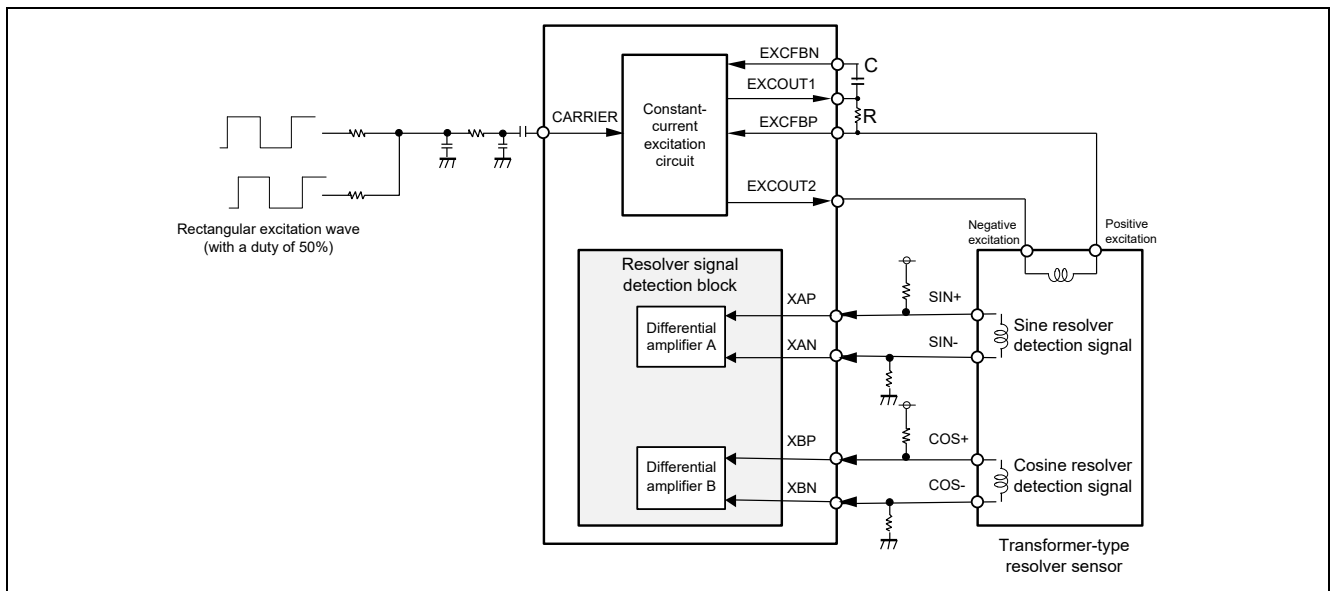 EXCFBN
C
EXCOUT1
CARRIER
Constant-
current
excitation
circuit
R
EXCFBP
EXCOUT2
Rectangular excitation wave
(with a duty of 50%)
Negative
excitation
Positive
excitation
Resolver signal
detection block
XAP
SIN+
Differential
amplifier A
XAN
SIN-
Sine resolver
detection signal
XBP
COS+
Differential
amplifier B
XBN
COS-
Cosine resolver
detection signal
Transformer-type
resolver sensor